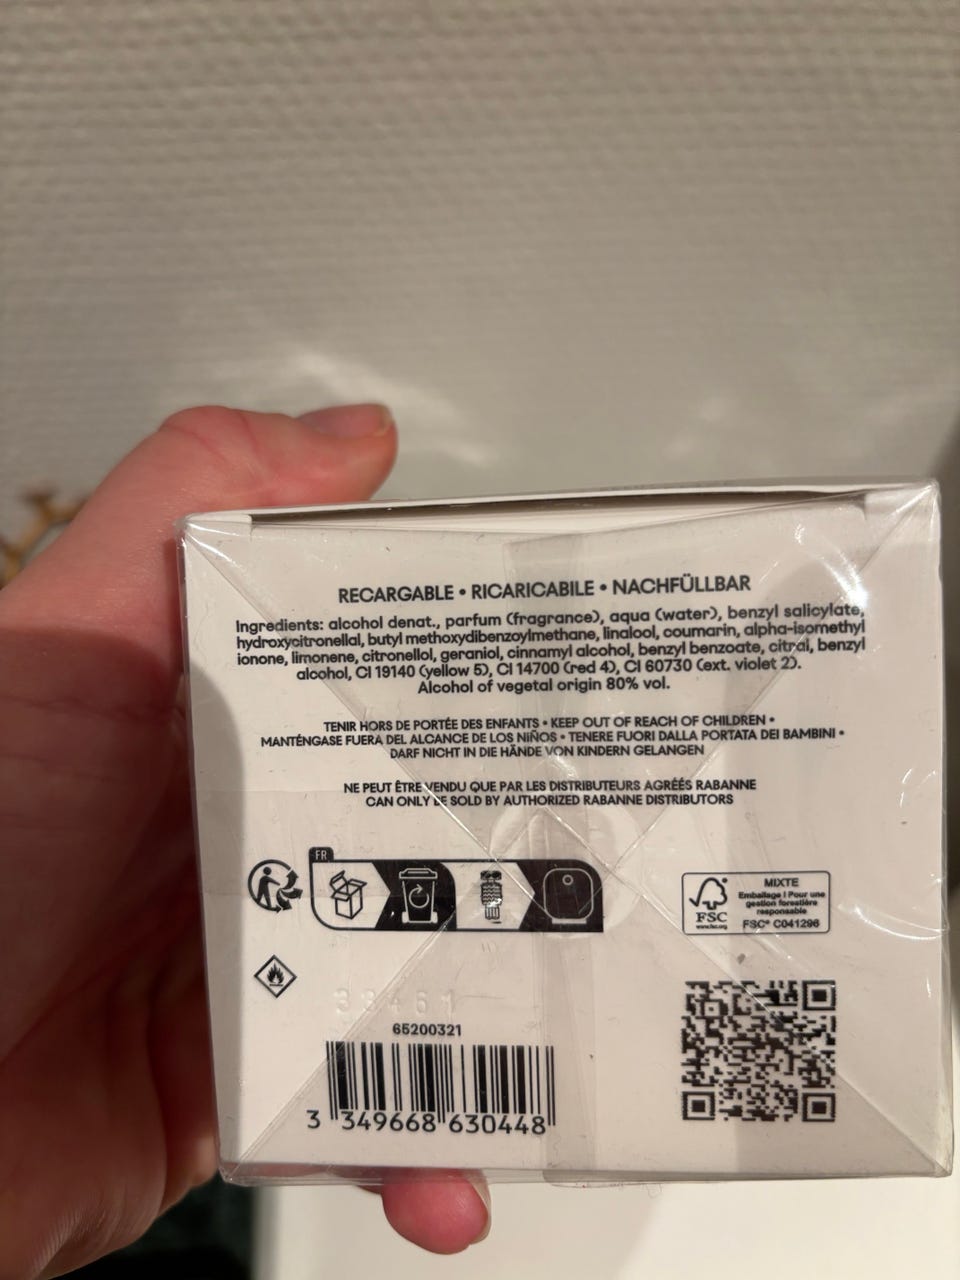 RECARGABLE • RICARICABILE • NACHFÜLLBAR
Ingredients: alcohol denat., parfum (fragrance), aqua (water), benzyl salicylate,
hydroxycitronellal, butyl methoxydibenzoylmethane, linalool, coumarin, alpha-isomethyl
ionone, limonene, citronellol, geraniol, cinnamyl alcohol, benzyl benzoate, citral, benzyl
alcohol, CI 19140 (yellow 5), CI 14700 (red 4), CI 60730 (ext. violet 2).
Alcohol of vegetal origin 80% vol.
TENIR HORS DE PORTÉE DES ENFANTS • KEEP OUT OF REACH OF CHILDREN •
MANTÉNGASE FUERA DEL ALCANCE DE LOS NIÑOS • TENERE FUORI DALLA PORTATA DEI BAMBINI •
DARF NICHT IN DIE HÄNDE VON KINDERN GELANGEN
NE PEUT ÊTRE VENDU QUE PAR LES DISTRIBUTEURS AGRÉÉS RABANNE
CAN ONLY BE SOLD BY AUTHORIZED RABANNE DISTRIBUTORS
FR
FSC
www.fsc.org
MIXTE
Emballage | Pour une
gestion forestière
responsable
FSC® C041296
33461
65200321
3 349668 630448